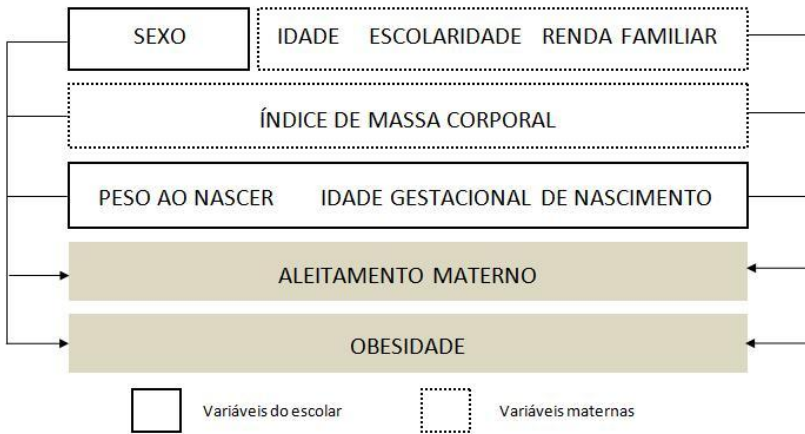 SEXO
IDADE ESCOLARIDADE RENDA FAMILIAR
ÍNDICE DE MASSA CORPORAL
PESO AO NASCER IDADE GESTACIONAL DE NASCIMENTO
ALEITAMENTO MATERNO
OBESIDADE
Variáveis do escolar
Variáveis maternas